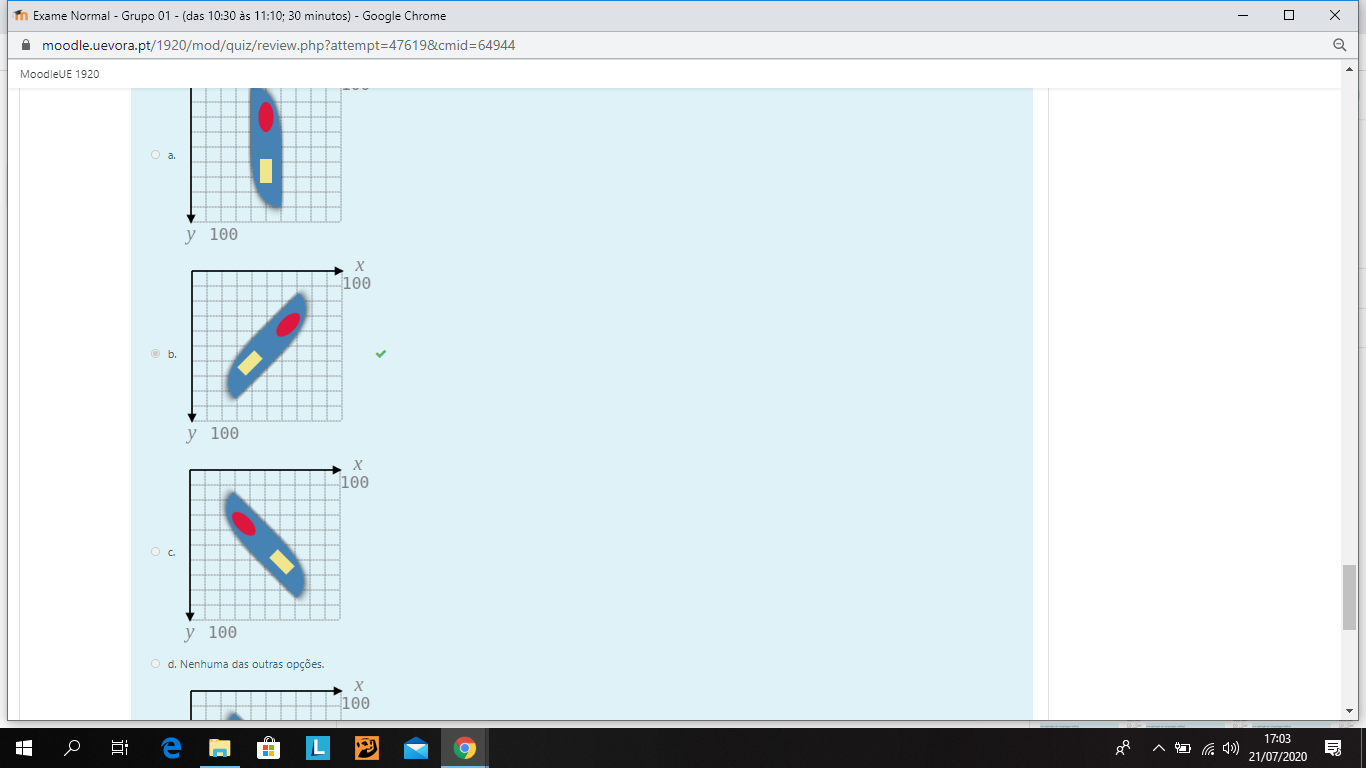 Exame Normal - Grupo 01 - (das 10:30 às 11:10; 30 minutos) - Google Chrome
moodle.uevora.pt/1920/mod/quiz/review.php?attempt=47619&cmid=64944
MoodleUE 1920
100
a.
y 100
x
100
b.
y 100
x
100
c.
y 100
d. Nenhuma das outras opções.
x
100
17:03
21/07/2020